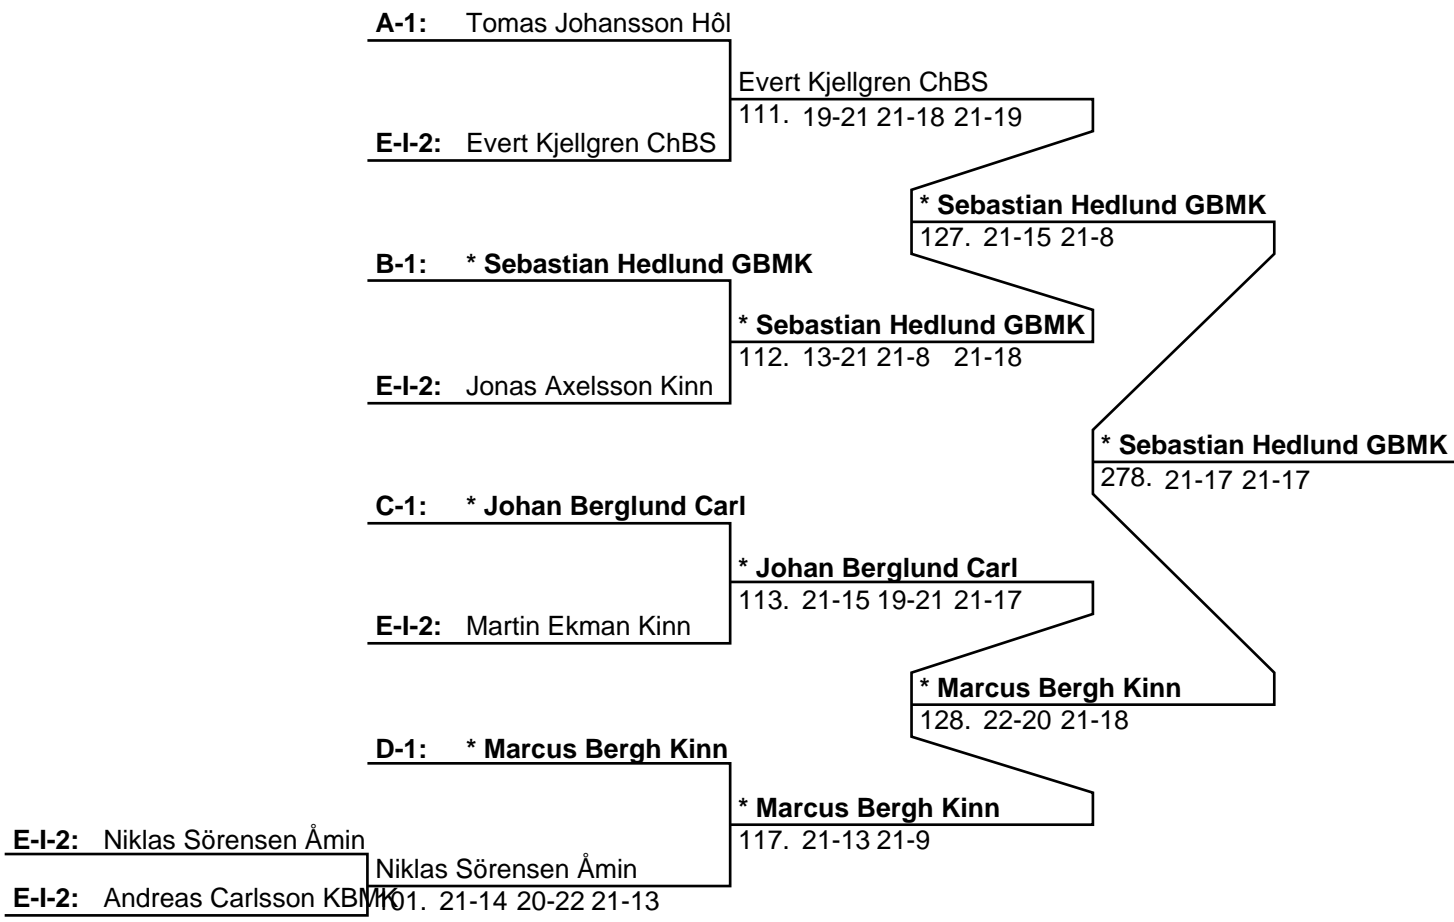 A-1: Tomas Johansson Hôl
Evert Kjellgren ChBS
111. 19-21 21-18 21-19
E-I-2: Evert Kjellgren ChBS
* Sebastian Hedlund GBMK
127. 21-15 21-8
B-1: * Sebastian Hedlund GBMK
* Sebastian Hedlund GBMK
112. 13-21 21-8 21-18
E-I-2: Jonas Axelsson Kinn
* Sebastian Hedlund GBMK
278. 21-17 21-17
C-1: * Johan Berglund Carl
* Johan Berglund Carl
113. 21-15 19-21 21-17
E-I-2: Martin Ekman Kinn
* Marcus Bergh Kinn
128. 22-20 21-18
D-1: * Marcus Bergh Kinn
* Marcus Bergh Kinn
117. 21-13 21-9
E-I-2: Niklas Sörensen Åmin
Niklas Sörensen Åmin
E-I-2: Andreas Carlsson KBMK
101. 21-14 20-22 21-13